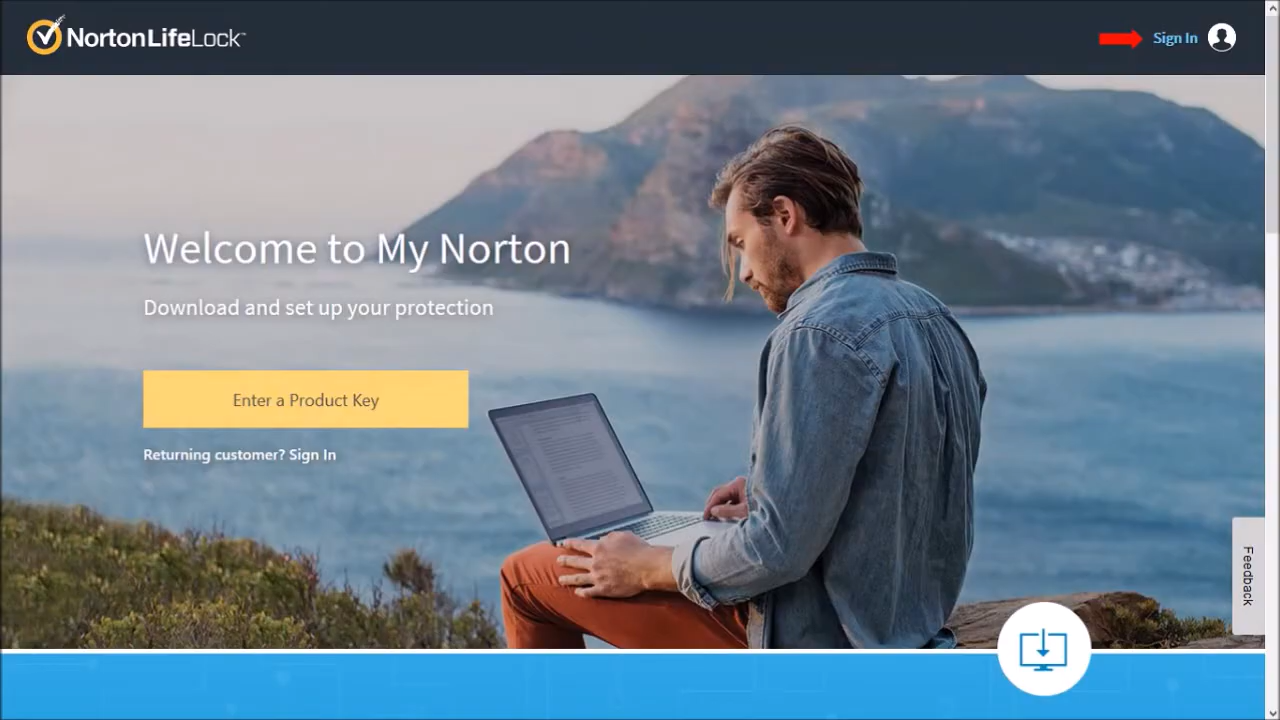 NortonLifeLock
Sign In
Welcome to My Norton
Download and set up your protection
Enter a Product Key
Returning customer? Sign In
Feedback